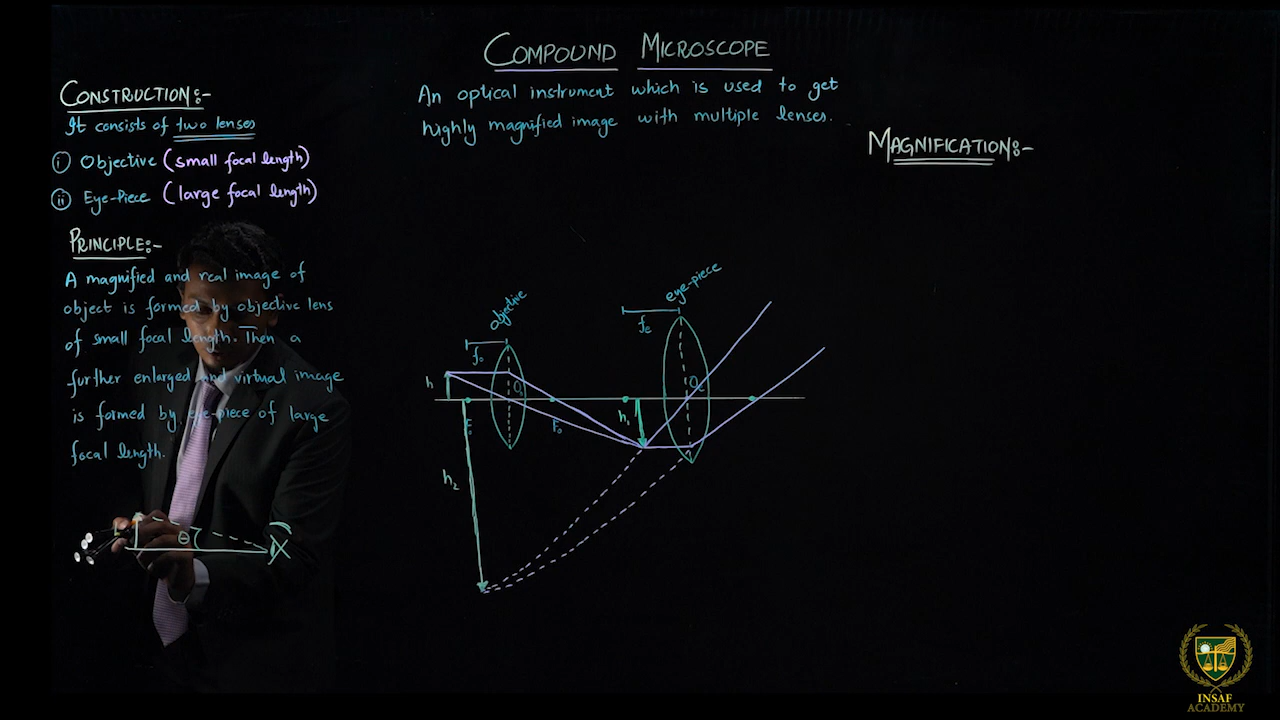 COMPOUND MICROSCOPE
An optical instrument which is used to get
highly magnified image with multiple lenses.
CONSTRUCTION:-
It consists of two lenses
(i) Objective (small focal length)
(ii) Eye-Piece (large focal length)
PRINCIPLE:-
A magnified and real image of
object is formed by objective lens
of small focal length. Then a
further enlarged and virtual image
is formed by eye-piece of large
focal length.
θ
MAGNIFICATION:-
objective
eye-piece
fo
fe
h
h1
h2
Fo
Fo
INSAF
ACADEMY